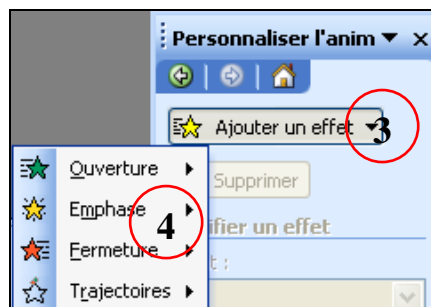 Personnaliser l'anim
Ajouter un effet
3
Ouverture
Supprimer
Emphase
4
ifier un effet
Fermeture
t :
Trajectoires